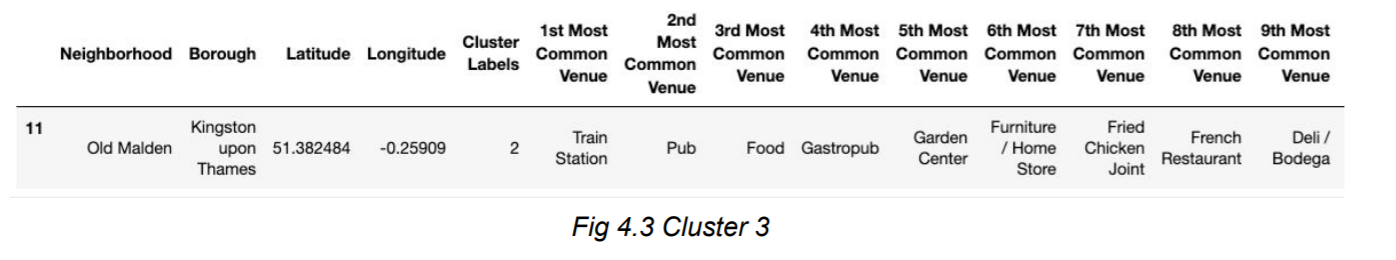 Neighborhood Borough Latitude Longitude Cluster Labels 1st Most Common Venue 2nd Most Common Venue 3rd Most Common Venue 4th Most Common Venue 5th Most Common Venue 6th Most Common Venue 7th Most Common Venue 8th Most Common Venue 9th Most Common Venue
11 Old Malden Kingston upon Thames 51.382484 -0.25909 2 Train Station Pub Food Gastropub Garden Center Furniture / Home Store Fried Chicken Joint French Restaurant Deli / Bodega
Fig 4.3 Cluster 3